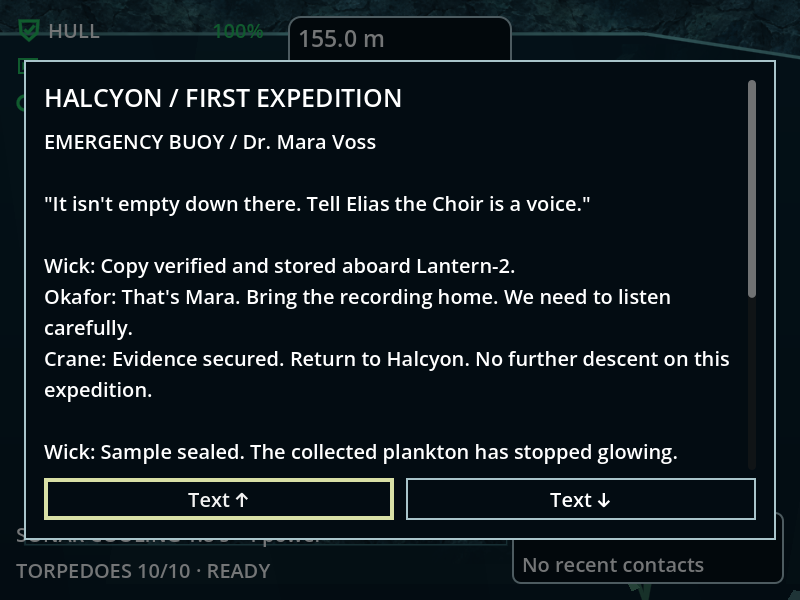 HULL 100%
155.0 m
HALCYON / FIRST EXPEDITION
EMERGENCY BUOY / Dr. Mara Voss
"It isn't empty down there. Tell Elias the Choir is a voice."
Wick: Copy verified and stored aboard Lantern-2.
Okafor: That's Mara. Bring the recording home. We need to listen
carefully.
Crane: Evidence secured. Return to Halcyon. No further descent on this
expedition.
Wick: Sample sealed. The collected plankton has stopped glowing.
Text ↑
Text ↓
No recent contacts
TORPEDOES 10/10 · READY